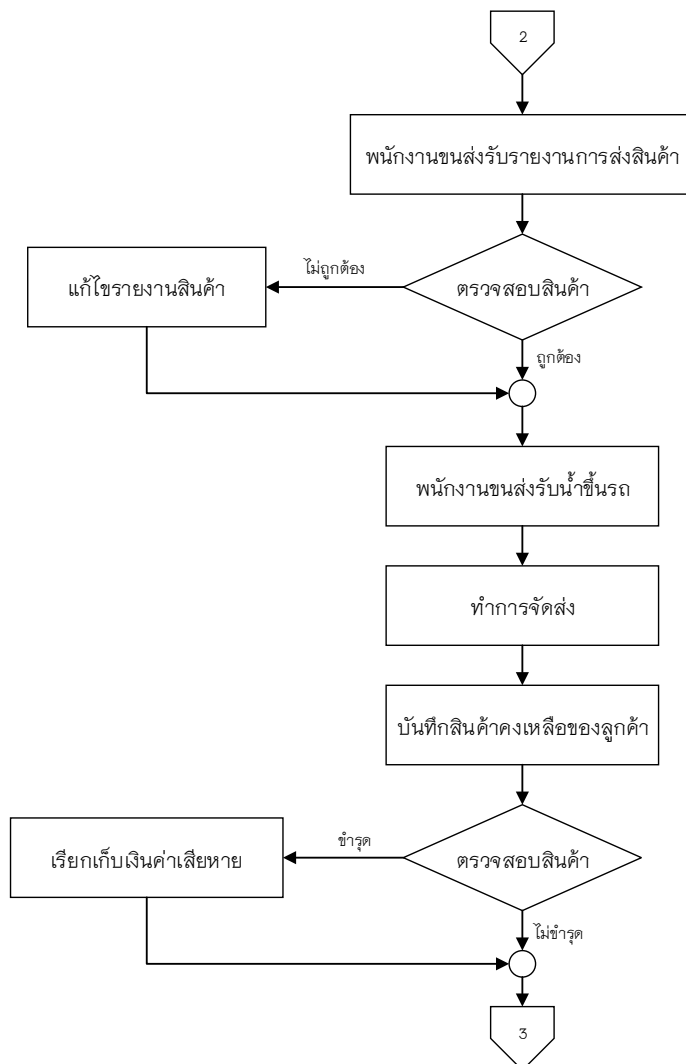 2
พนักงานขนส่งรับรายงานการส่งสินค้า
ตรวจสอบสินค้า
ไม่ถูกต้อง
แก้ไขรายงานสินค้า
ถูกต้อง
พนักงานขนส่งรับน้ำขึ้นรถ
ทำการจัดส่ง
บันทึกสินค้าคงเหลือของลูกค้า
ตรวจสอบสินค้า
ชำรุด
เรียกเก็บเงินค่าเสียหาย
ไม่ชำรุด
3